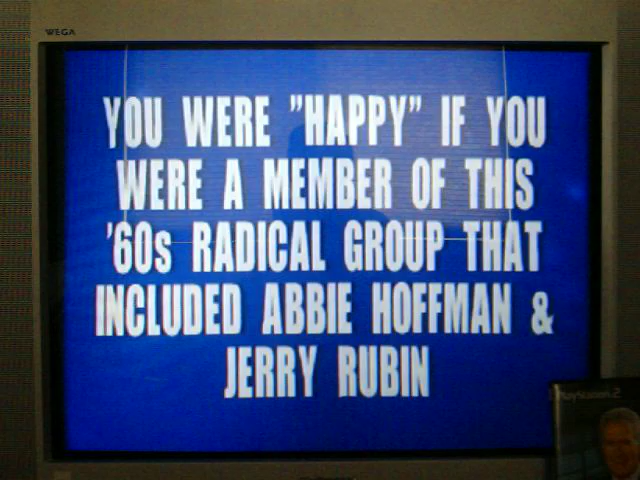 WEGA
YOU WERE "HAPPY" IF YOU
WERE A MEMBER OF THIS
'60s RADICAL GROUP THAT
INCLUDED ABBIE HOFFMAN &
JERRY RUBIN
PlayStation 2